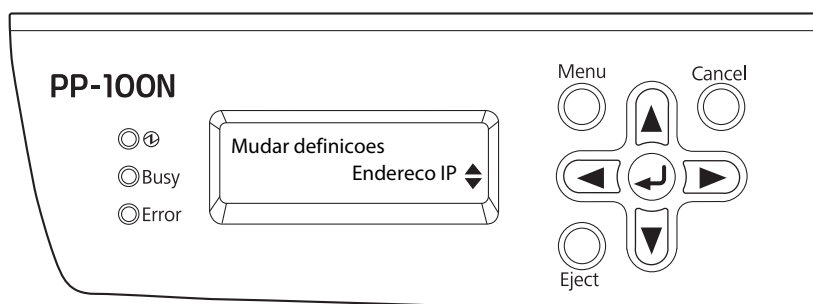 PP-100N
Busy
Error
Mudar definicoes
Endereco IP
Menu
Cancel
Eject